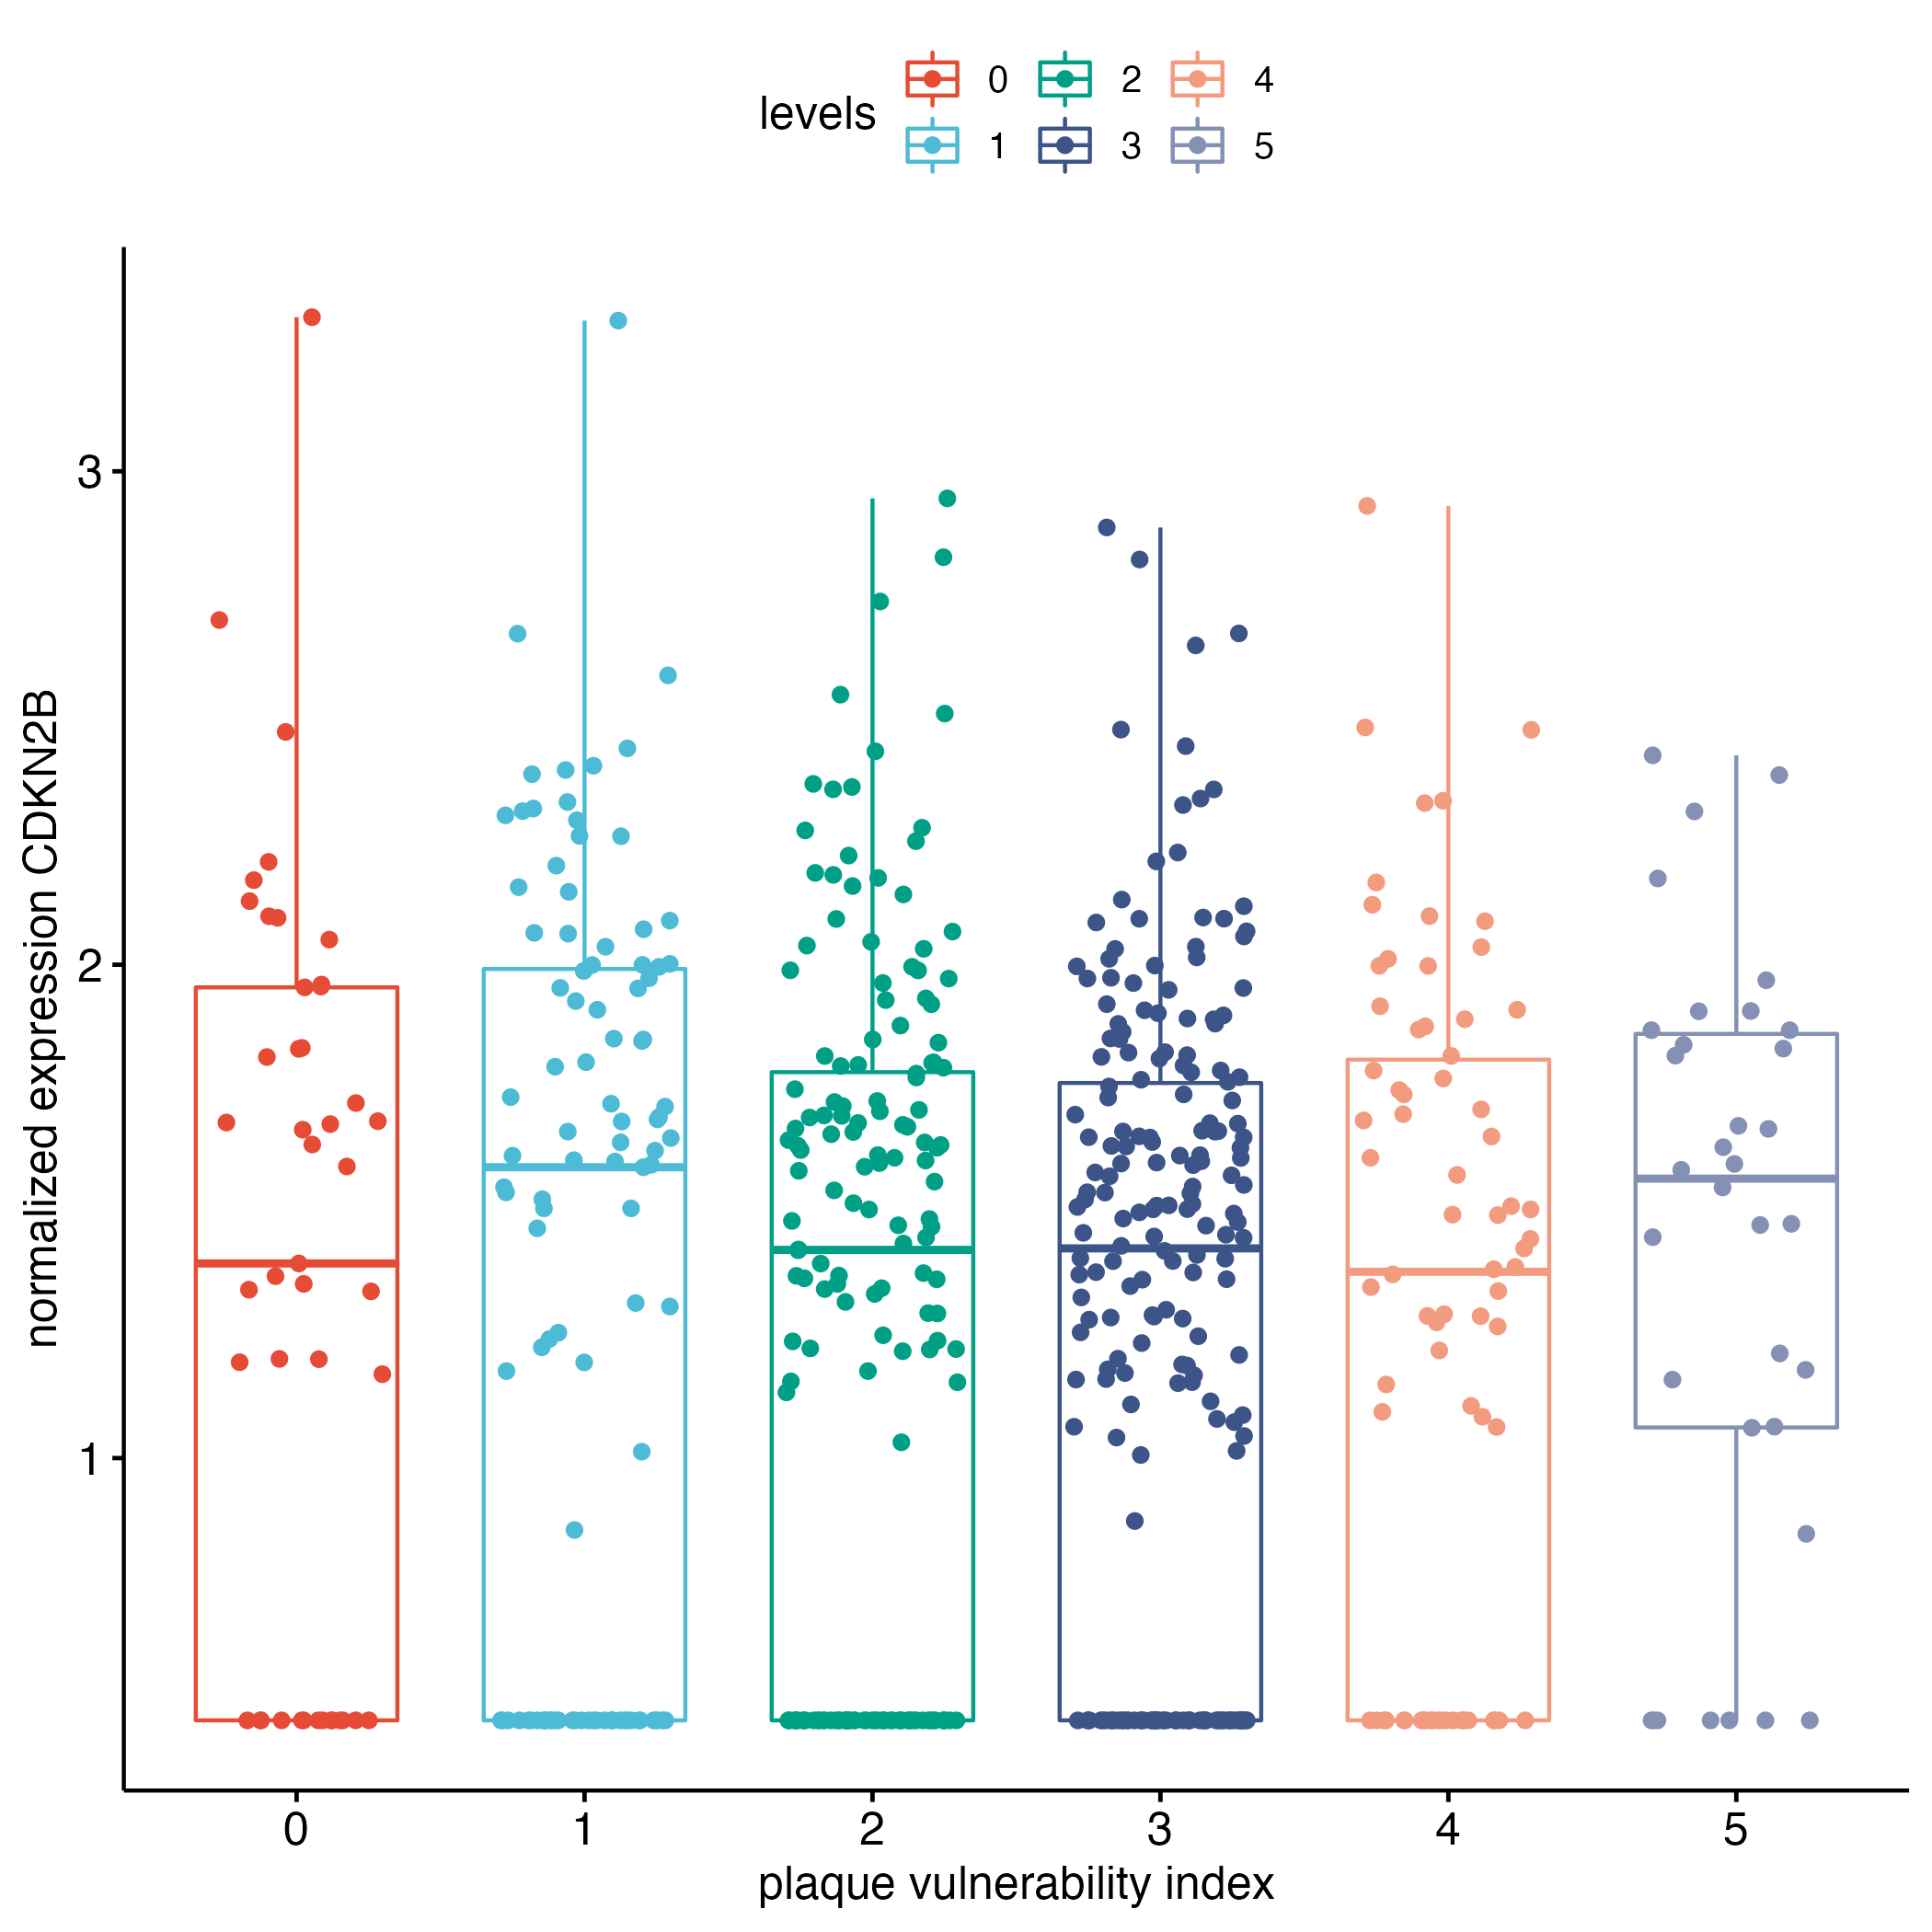 levels
0 2 4
1 3 5
normalized expression CDKN2B
3
2
1
0 1 2 3 4 5
plaque vulnerability index